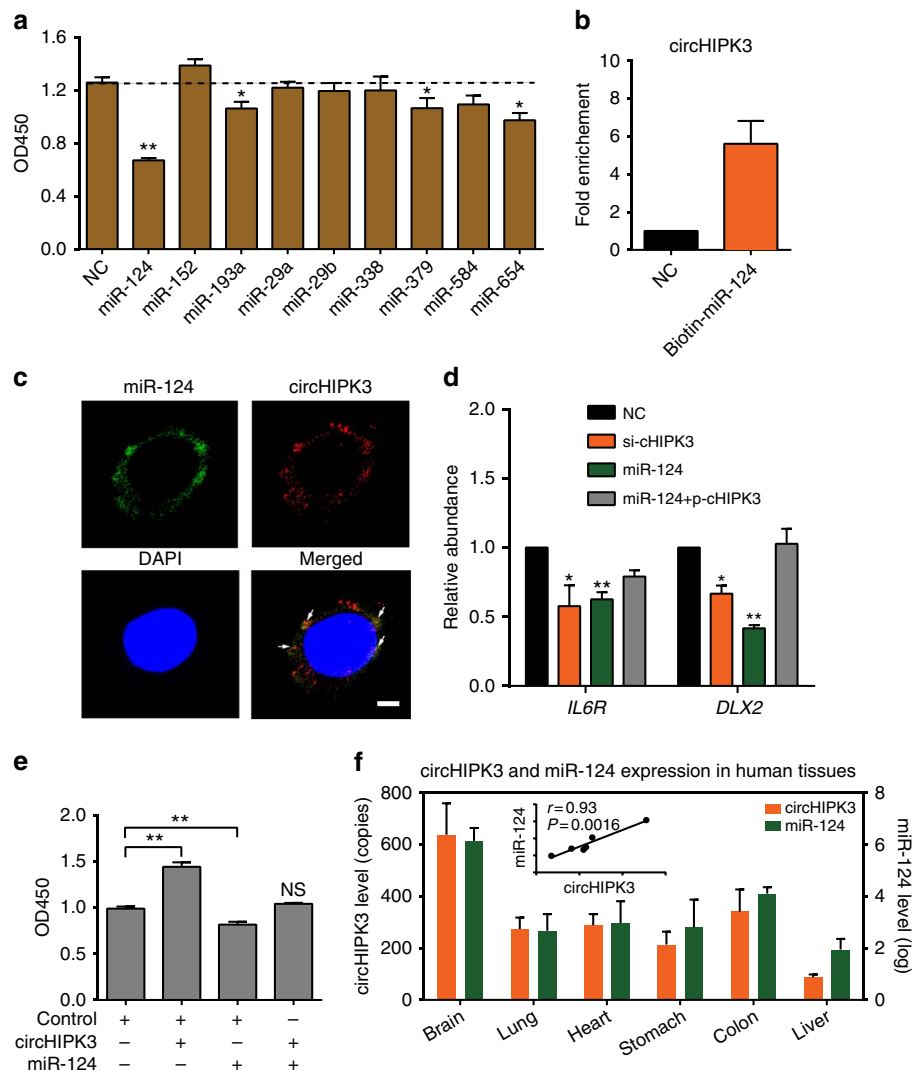 a
1.6
1.2
0.8
0.4
0.0
OD450
**
*
*
*
NC
miR-124
miR-152
miR-193a
miR-29a
miR-29b
miR-338
miR-379
miR-584
miR-654
b
circHIPK3
10
8
6
4
2
0
Fold enrichement
NC
Biotin-miR-124
c
miR-124
circHIPK3
DAPI
Merged
d
2.0
1.5
1.0
0.5
0.0
Relative abundance
NC
si-cHIPK3
miR-124
miR-124+p-cHIPK3
*
**
*
**
IL6R
DLX2
e
2.0
1.5
1.0
0.5
0.0
OD450
**
**
NS
Control + + + –
circHIPK3 – + – +
miR-124 – – + +
f
circHIPK3 and miR-124 expression in human tissues
800
600
400
200
0
circHIPK3 level (copies)
r=0.93
P=0.0016
miR-124
circHIPK3
circHIPK3
miR-124
8
6
4
2
0
miR-124
level (log)
Brain
Lung
Heart
Stomach
Colon
Liver